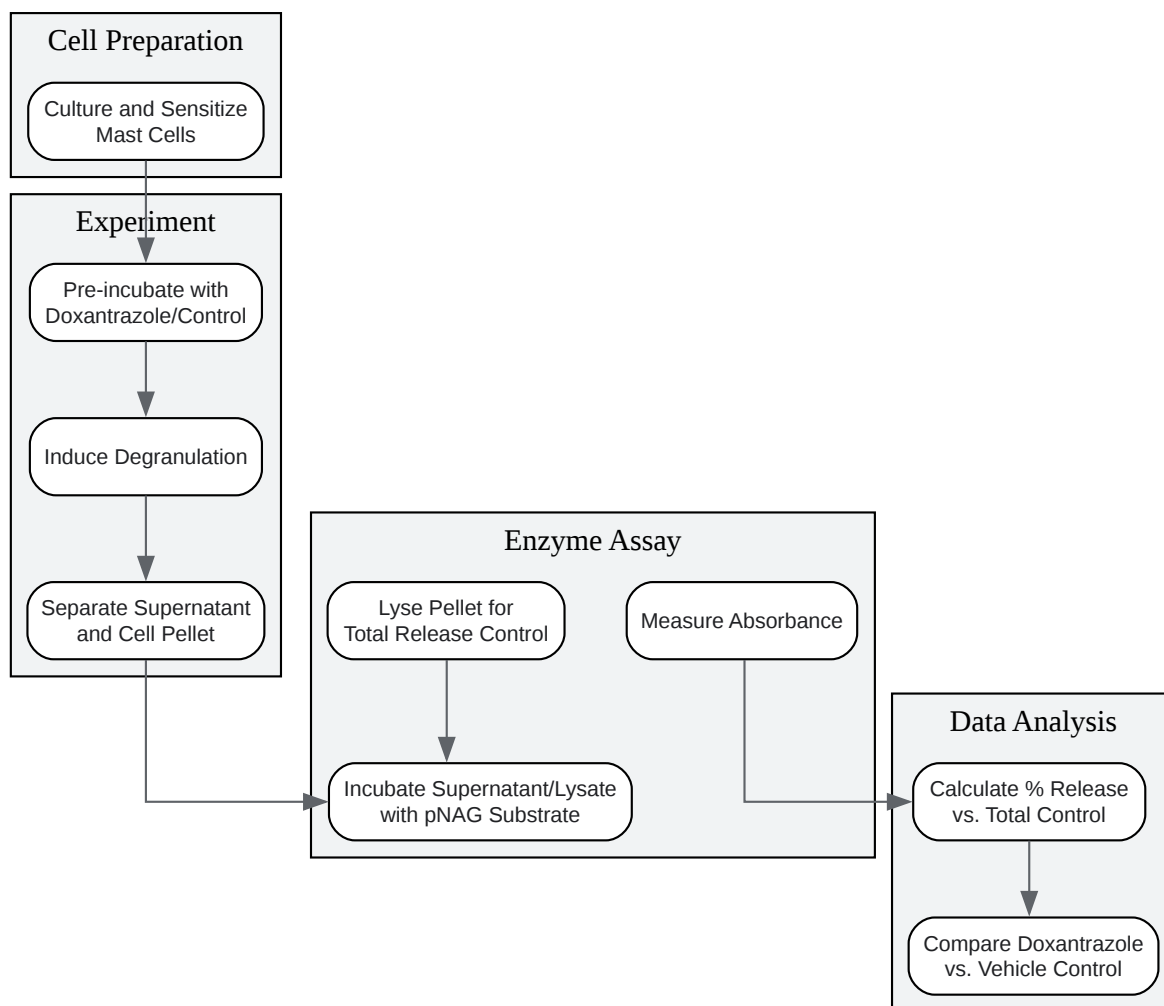 Cell Preparation
Culture and Sensitize
Mast Cells
Experiment
Pre-incubate with
Doxantrazole/Control
Induce Degranulation
Separate Supernatant
and Cell Pellet
Enzyme Assay
Lyse Pellet for
Total Release Control
Measure Absorbance
Incubate Supernatant/Lysate
with pNAG Substrate
Data Analysis
Calculate % Release
vs. Total Control
Compare Doxantrazole
vs. Vehicle Control